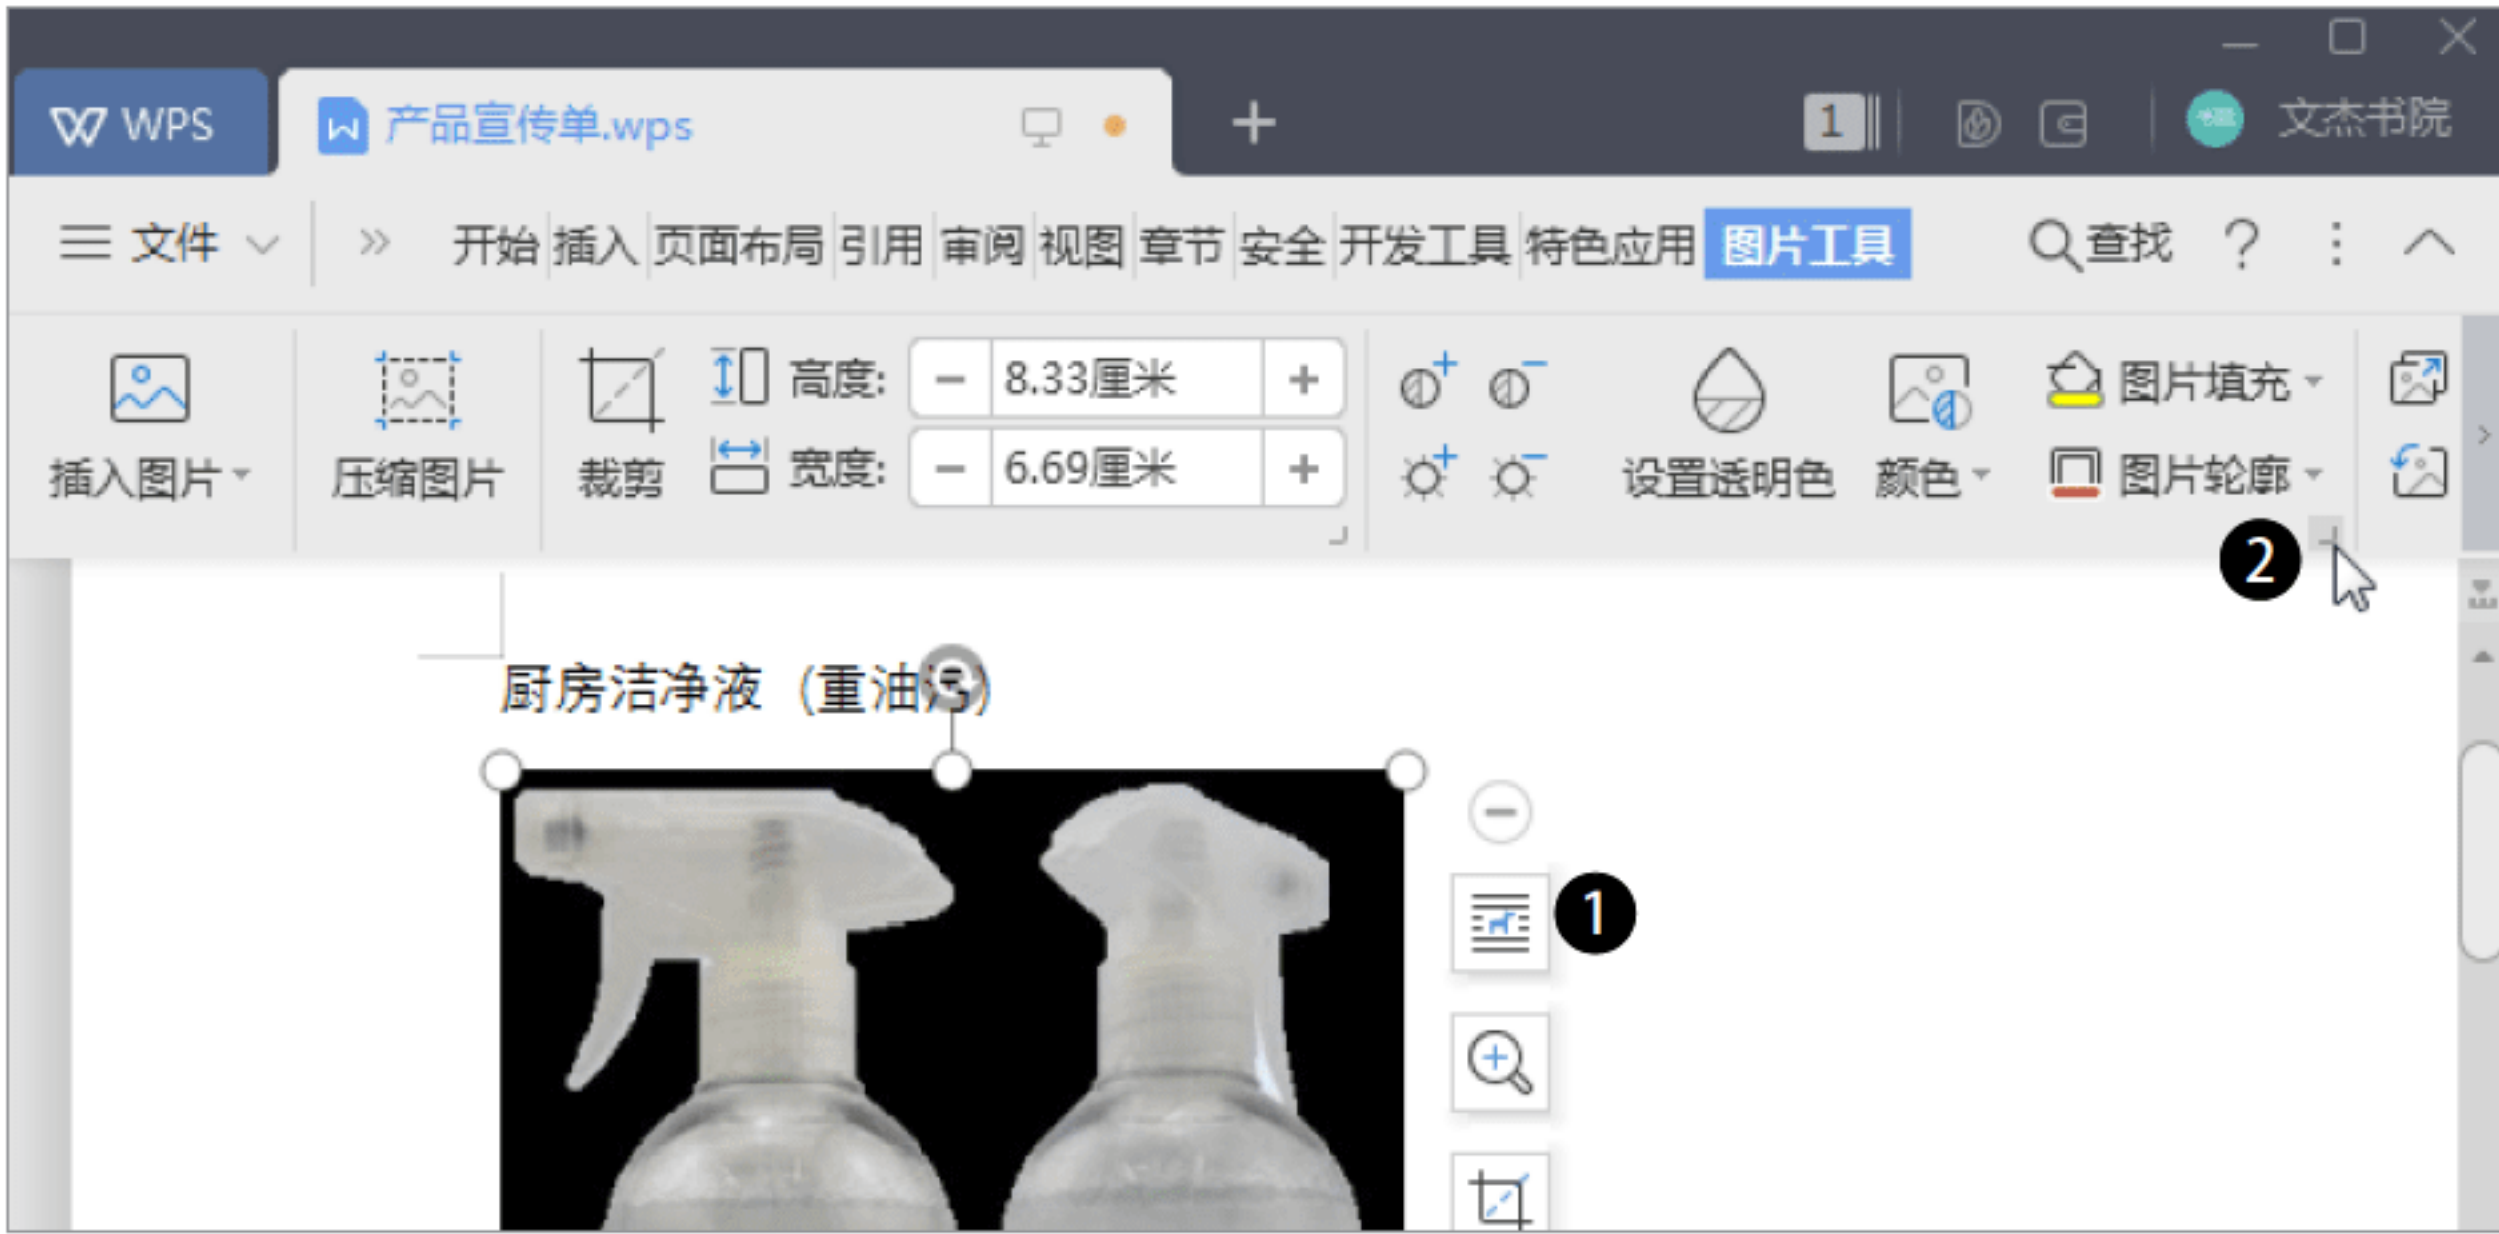 WPS
产品宣传单.wps
1
文杰书院
文件
开始 插入 页面布局 引用 审阅 视图 章节 安全 开发工具 特色应用 图片工具 查找
高度: 8.33厘米
图片填充
宽度: 6.69厘米
图片轮廓
插入图片 压缩图片 裁剪 设置透明色 颜色
2
厨房洁净液 (重油污)
1